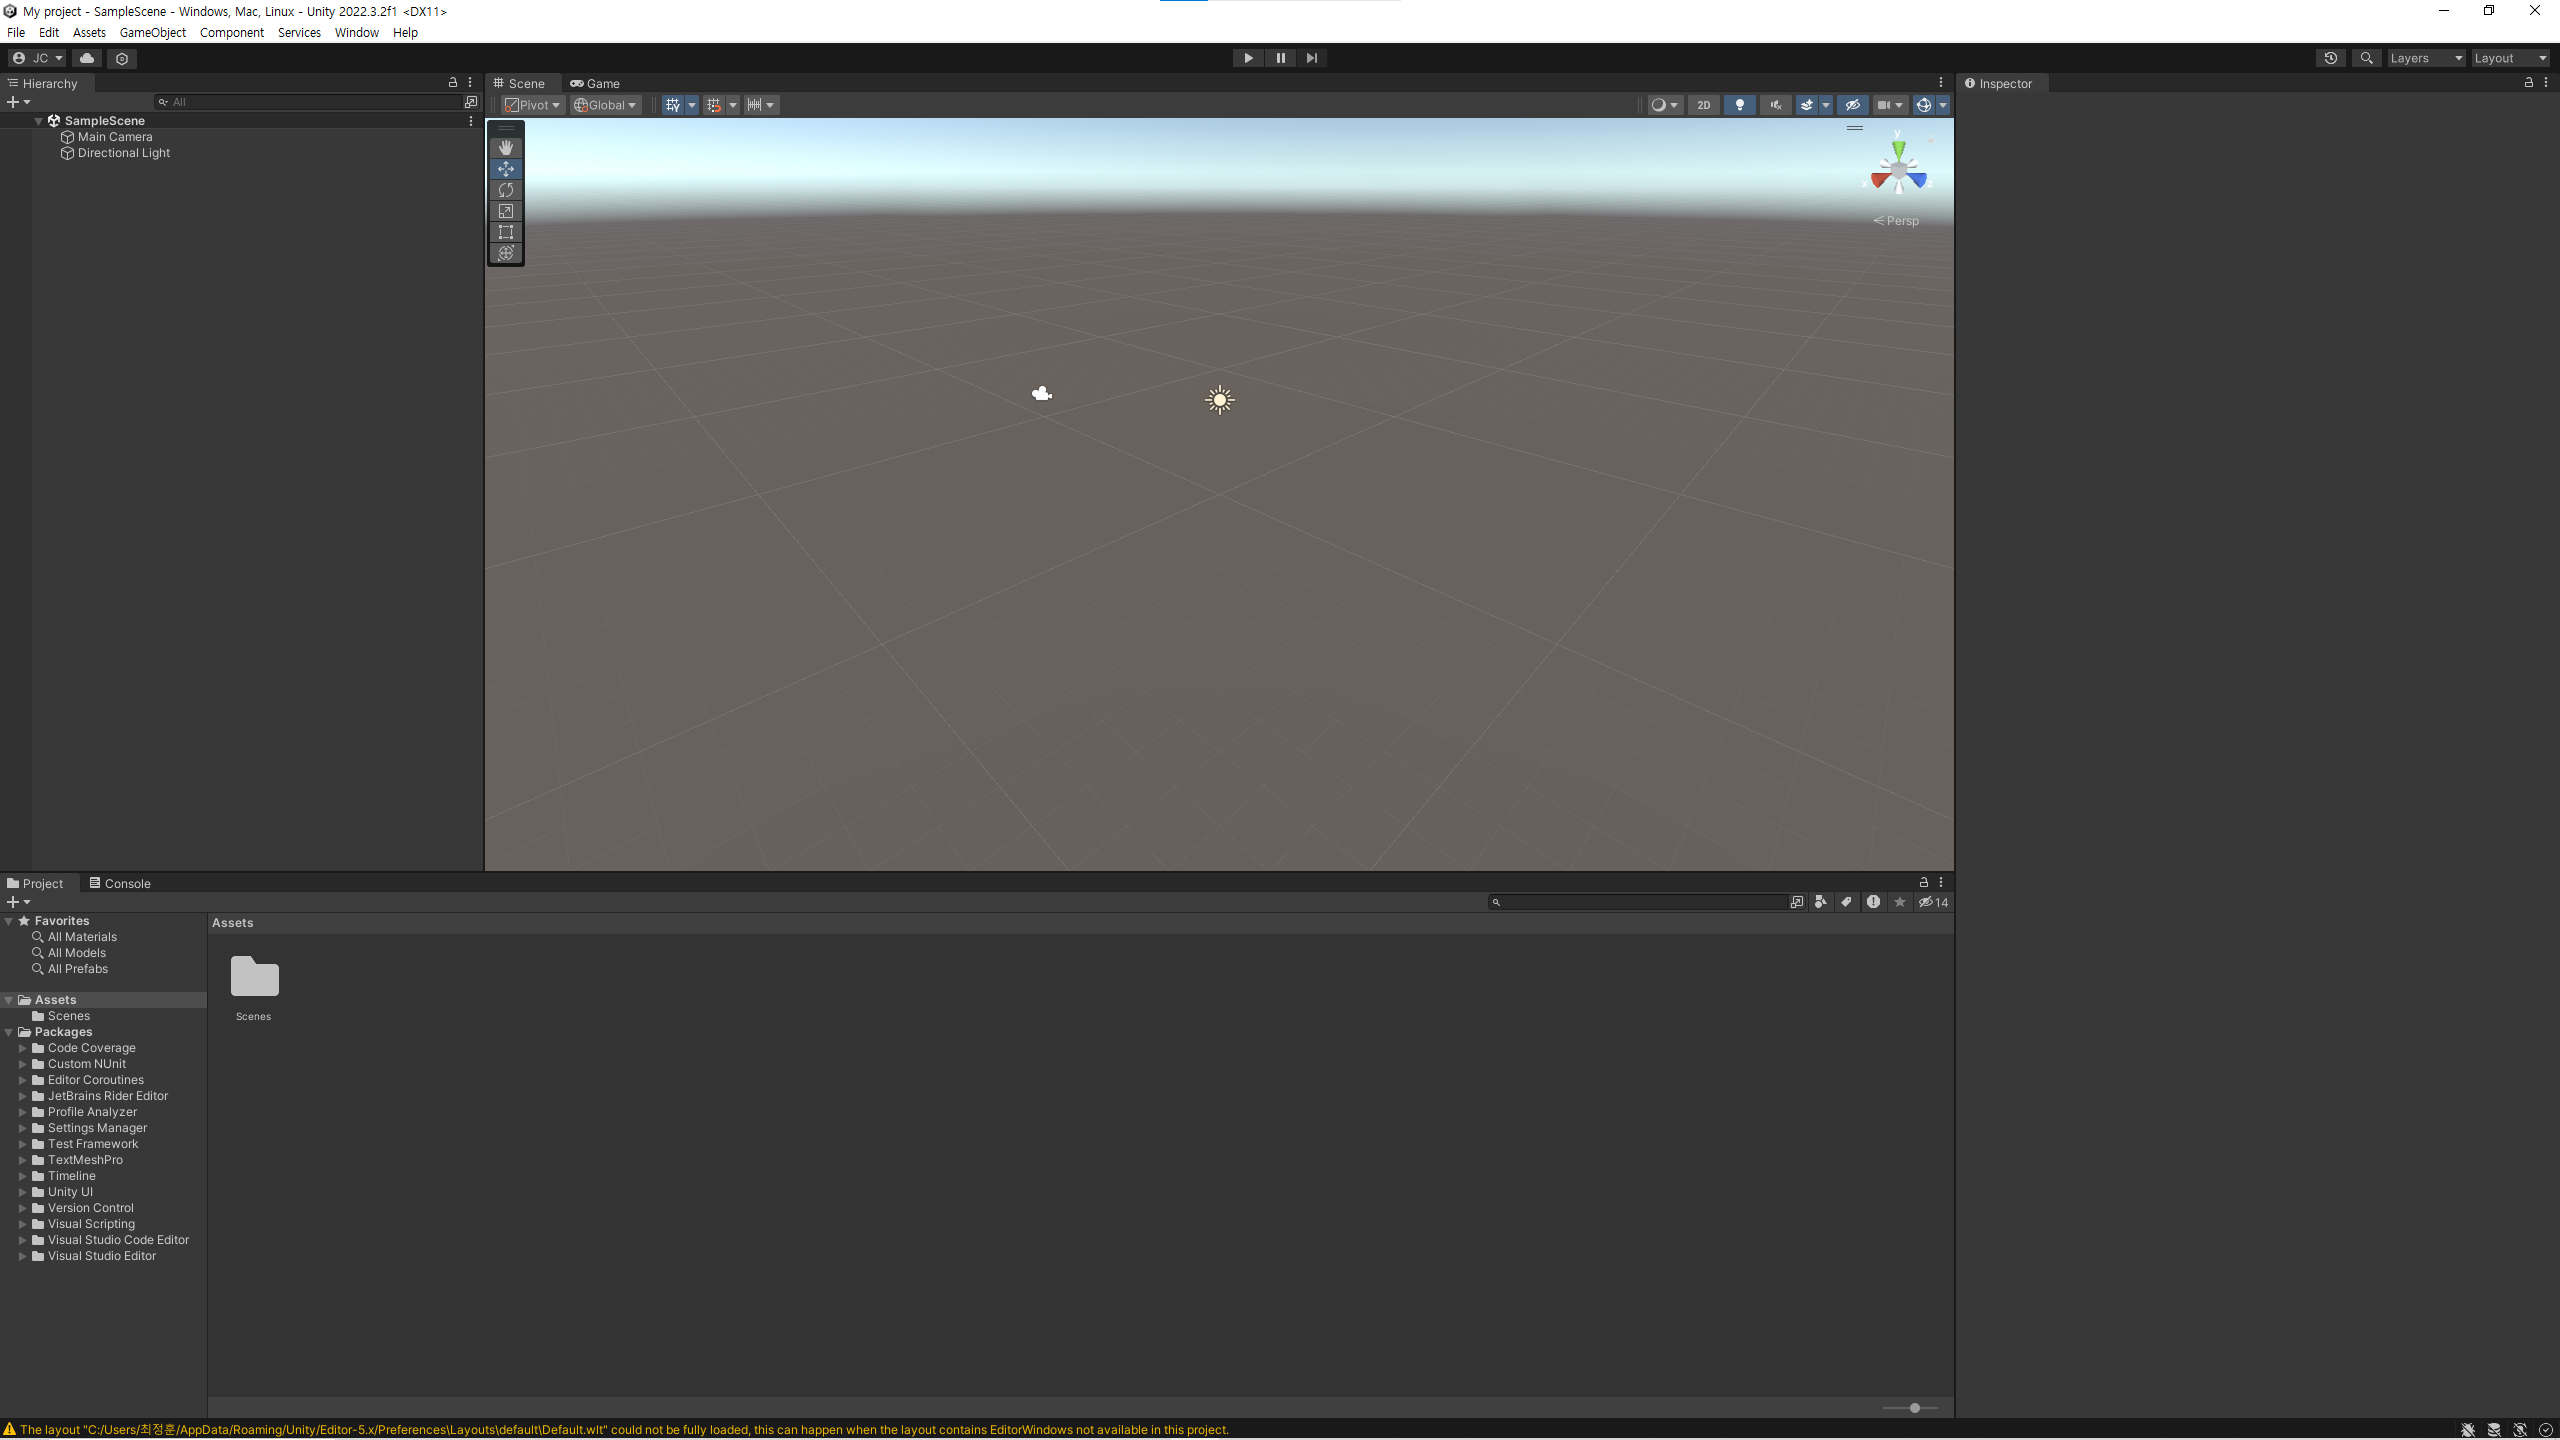 My project - SampleScene - Windows, Mac, Linux - Unity 2022.3.2f1 <DX11>
File Edit Assets GameObject Component Services Window Help
JC Layers Layout
Hierarchy
All
SampleScene
Main Camera
Directional Light
Scene Game
Pivot Global 2D
y
Persp
Inspector
Project Console
14
Favorites
All Materials
All Models
All Prefabs
Assets
Scenes
Packages
Code Coverage
Custom NUnit
Editor Coroutines
JetBrains Rider Editor
Profile Analyzer
Settings Manager
Test Framework
TextMeshPro
Timeline
Unity UI
Version Control
Visual Scripting
Visual Studio Code Editor
Visual Studio Editor
Assets
Scenes
The layout "C:/Users/최정훈/AppData/Roaming/Unity/Editor-5.x/Preferences\Layouts\default\Default.wlt" could not be fully loaded, this can happen when the layout contains EditorWindows not available in this project.